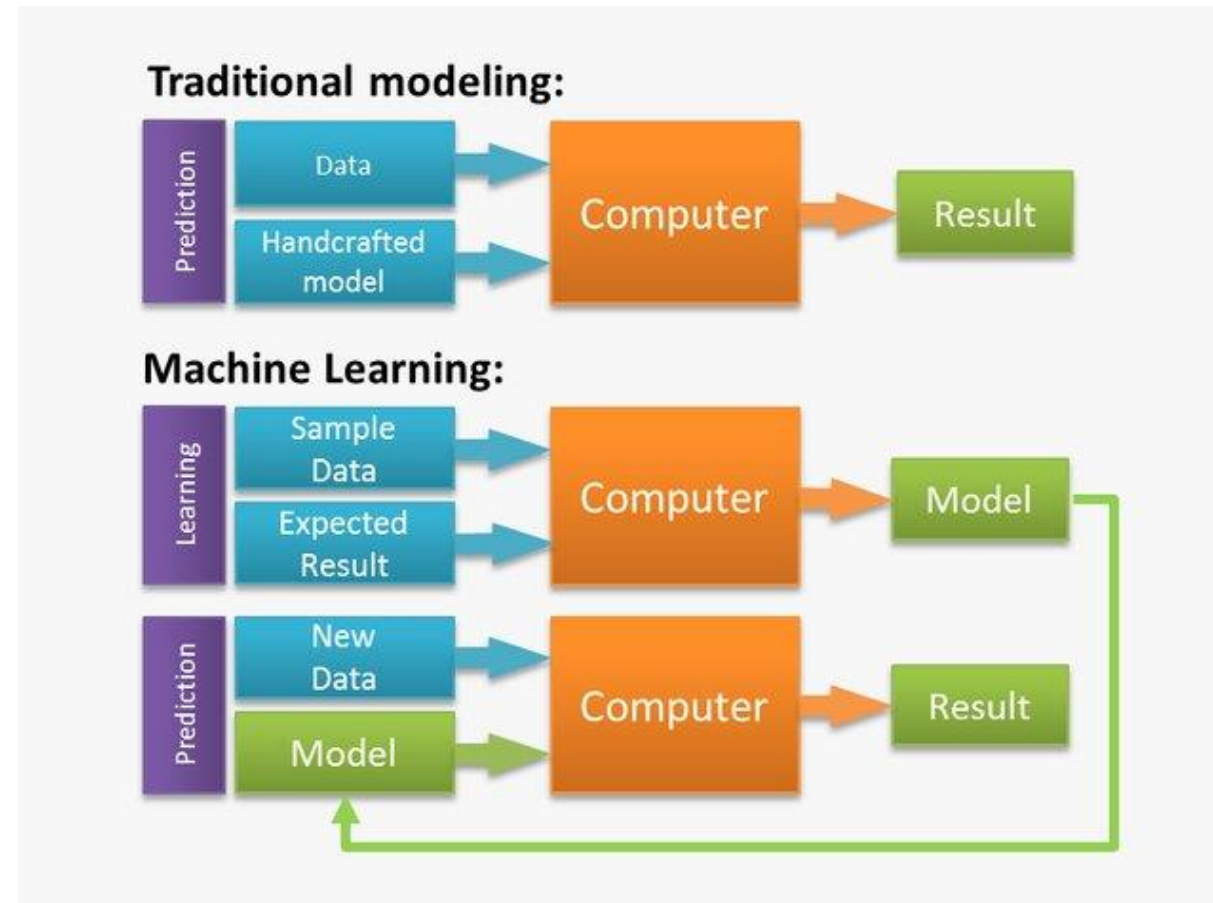 Traditional modeling:
Prediction
Data
Handcrafted
model
Computer
Result
Machine Learning:
Learning
Sample
Data
Expected
Result
Computer
Model
Prediction
New
Data
Model
Computer
Result